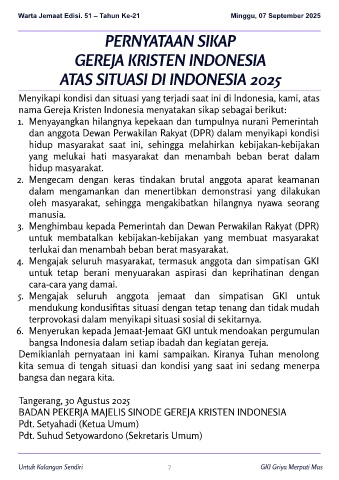 Warta Jemaat Edisi. 51 – Tahun Ke-21 Minggu, 07 September 2025
PERNYATAAN SIKAP
GEREJA KRISTEN INDONESIA
ATAS SITUASI DI INDONESIA 2025
Menyikapi kondisi dan situasi yang terjadi saat ini di Indonesia, kami, atas
nama Gereja Kristen Indonesia menyatakan sikap sebagai berikut:
1. Menyayangkan hilangnya kepekaan dan tumpulnya nurani Pemerintah
dan anggota Dewan Perwakilan Rakyat (DPR) dalam menyikapi kondisi
hidup masyarakat saat ini, sehingga melahirkan kebijakan-kebijakan
yang melukai hati masyarakat dan menambah beban berat dalam
hidup masyarakat.
2. Mengecam dengan keras tindakan brutal anggota aparat keamanan
dalam mengamankan dan menertibkan demonstrasi yang dilakukan
oleh masyarakat, sehingga mengakibatkan hilangnya nyawa seorang
manusia.
3. Menghimbau kepada Pemerintah dan Dewan Perwakilan Rakyat (DPR)
untuk membatalkan kebijakan-kebijakan yang membuat masyarakat
terlukai dan menambah beban berat masyarakat.
4. Mengajak seluruh masyarakat, termasuk anggota dan simpatisan GKI
untuk tetap berani menyuarakan aspirasi dan keprihatinan dengan
cara-cara yang damai.
5. Mengajak seluruh anggota jemaat dan simpatisan GKI untuk
mendukung kondusifitas situasi dengan tetap tenang dan tidak mudah
terprovokasi dalam menyikapi situasi sosial di sekitarnya.
6. Menyerukan kepada Jemaat-Jemaat GKI untuk mendoakan pergumulan
bangsa Indonesia dalam setiap ibadah dan kegiatan gereja.
Demikianlah pernyataan ini kami sampaikan. Kiranya Tuhan menolong
kita semua di tengah situasi dan kondisi yang saat ini sedang menerpa
bangsa dan negara kita.
Tangerang, 30 Agustus 2025
BADAN PEKERJA MAJELIS SINODE GEREJA KRISTEN INDONESIA
Pdt. Setyahadi (Ketua Umum)
Pdt. Suhud Setyowardono (Sekretaris Umum)
Untuk Kalangan Sendiri 7 GKI Griya Merpati Mas